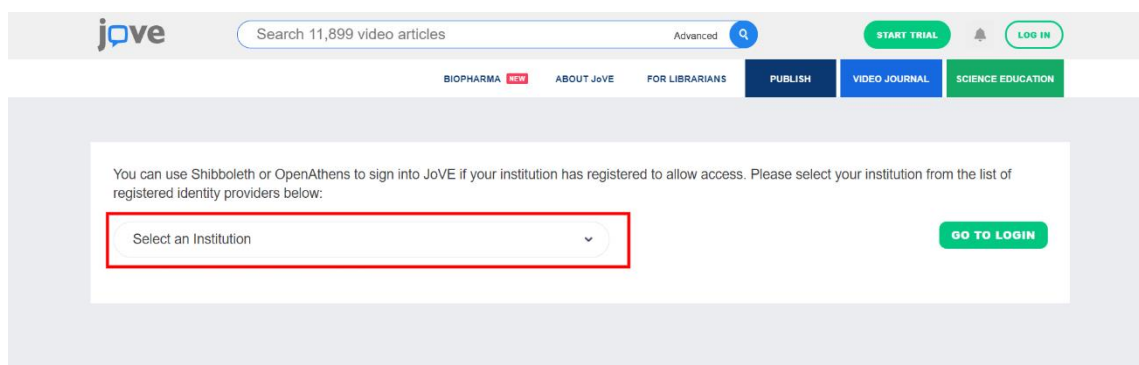 jove
Search 11,899 video articles
Advanced
START TRIAL
LOG IN
BIOPHARMA NEW
ABOUT JoVE
FOR LIBRARIANS
PUBLISH
VIDEO JOURNAL
SCIENCE EDUCATION
You can use Shibboleth or OpenAthens to sign into JoVE if your institution has registered to allow access. Please select your institution from the list of
registered identity providers below:
Select an Institution
GO TO LOGIN